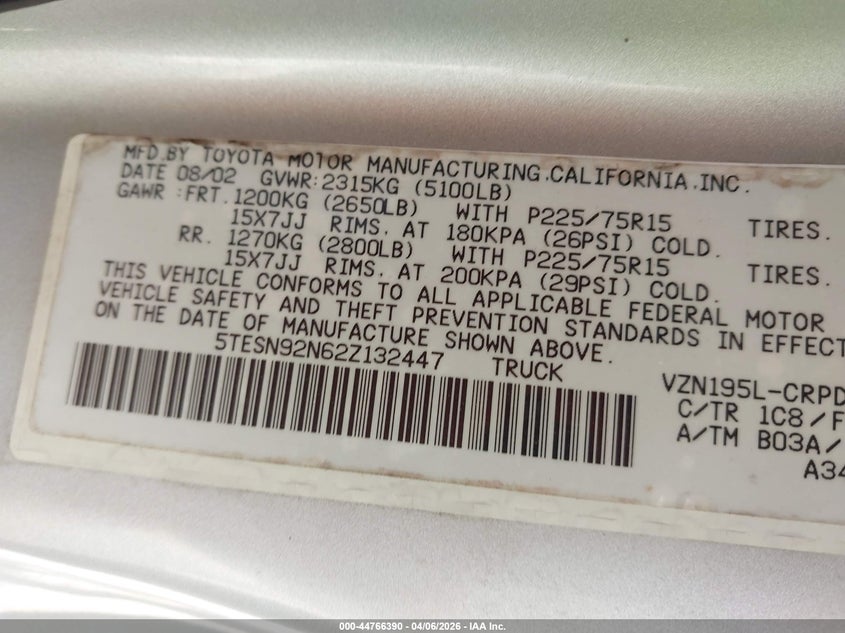 MFD.BY TOYOTA MOTOR MANUFACTURING.CALIFORNIA.INC.
DATE 08/02 GVWR:2315KG (5100LB)
GAWR :FRT.1200KG (2650LB) WITH P225/75R15 TIRES.
15X7JJ RIMS. AT 180KPA (26PSI) COLD.
RR. 1270KG (2800LB) WITH P225/75R15 TIRES.
15X7JJ RIMS. AT 200KPA (29PSI) COLD.
THIS VEHICLE CONFORMS TO ALL APPLICABLE FEDERAL MOTOR
VEHICLE SAFETY AND THEFT PREVENTION STANDARDS IN EFFECT
ON THE DATE OF MANUFACTURE SHOWN ABOVE.
5TESN92N62Z132447 TRUCK
VZN195L-CRPD
C/TR 1C8/F
A/TM B03A/
A34
000-44766390 - 04/06/2026 - IAA Inc.